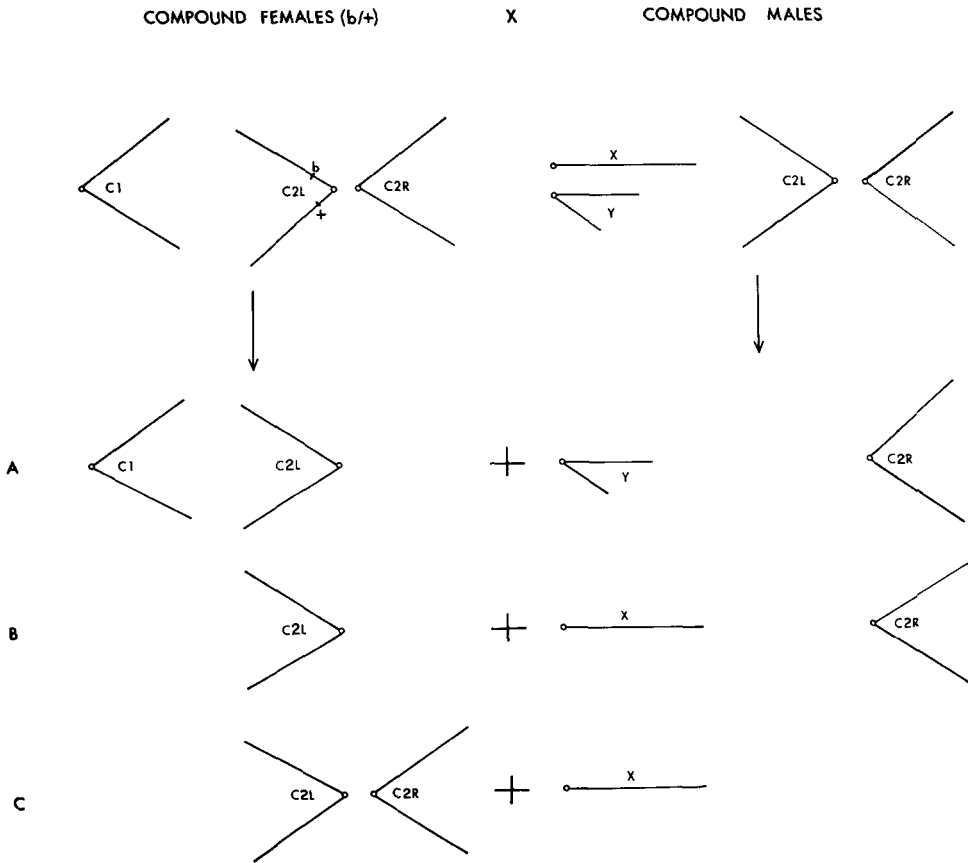 COMPOUND FEMALES (b/+) X COMPOUND MALES
C1 b C2L + C2R X Y C2L C2R
A C1 C2L + Y C2R
B C2L + X C2R
C C2L C2R + X